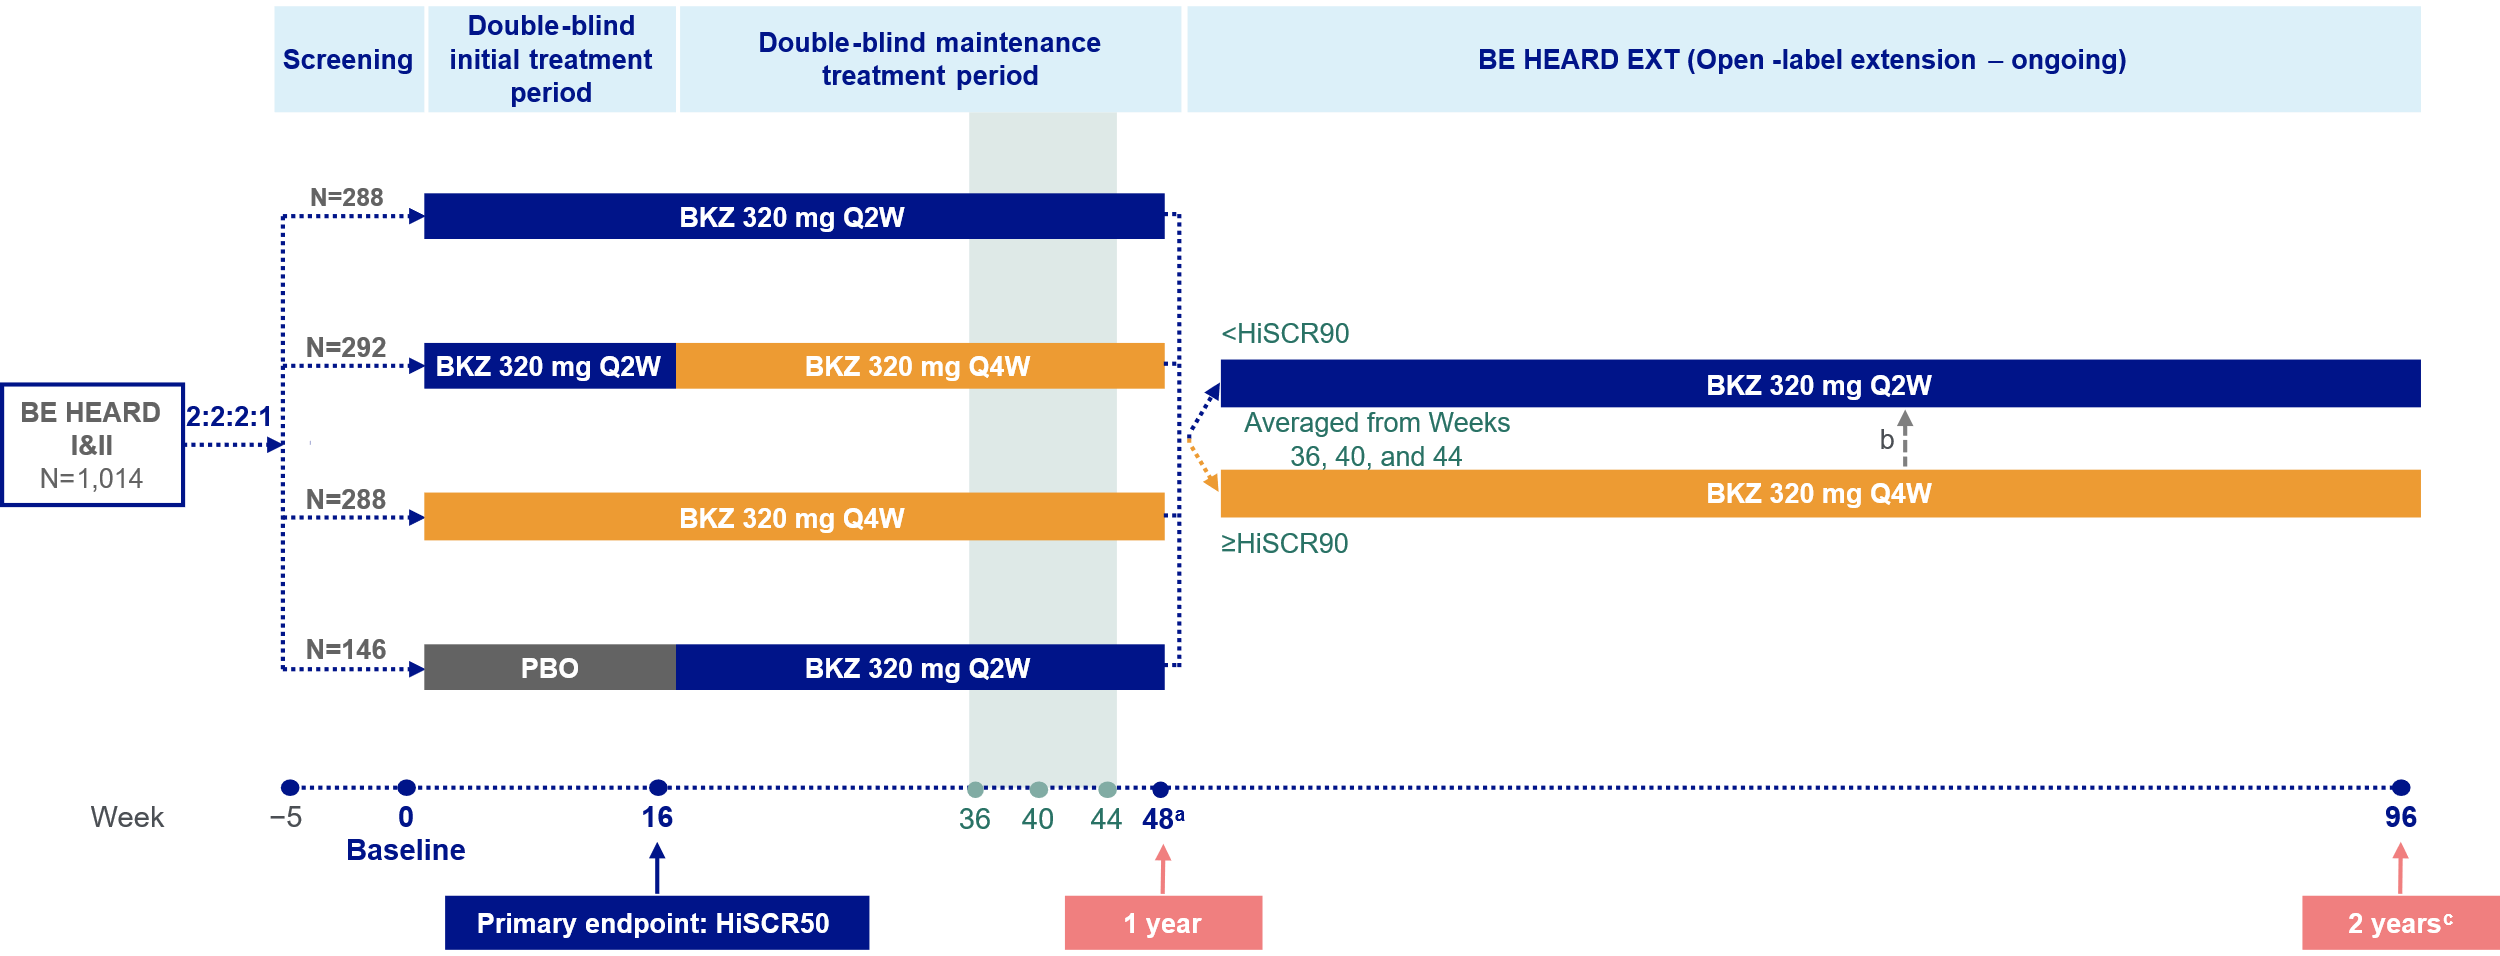 Screening
Double-blind
initial treatment
period
Double-blind maintenance
treatment period
BE HEARD EXT (Open -label extension – ongoing)
N=288
BKZ 320 mg Q2W
N=292
BKZ 320 mg Q2W
BKZ 320 mg Q4W
BE HEARD
I&II
N=1,014
2:2:2:1
N=288
BKZ 320 mg Q4W
N=146
PBO
BKZ 320 mg Q2W
<HiSCR90
BKZ 320 mg Q2W
Averaged from Weeks
36, 40, and 44
b
BKZ 320 mg Q4W
≥HiSCR90
Week
−5
0
16
36
40
44
48ᵃ
96
Baseline
Primary endpoint: HiSCR50
1 year
2 yearsᶜ